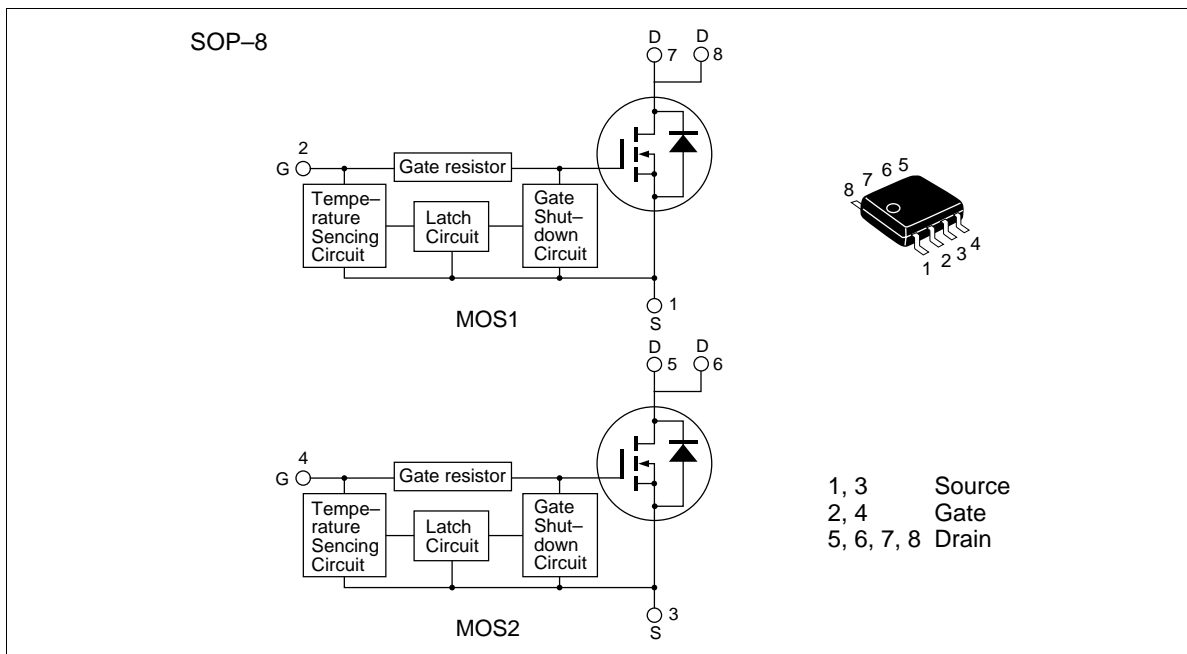 SOP–8
D
7
D
8
2
G
Gate resistor
Tempe–
rature
Sencing
Circuit
Latch
Circuit
Gate
Shut–
down
Circuit
1
S
MOS1
8
7
6
5
1
2
3
4
D
5
D
6
4
G
Gate resistor
Tempe–
rature
Sencing
Circuit
Latch
Circuit
Gate
Shut–
down
Circuit
3
S
MOS2
1, 3 Source
2, 4 Gate
5, 6, 7, 8 Drain